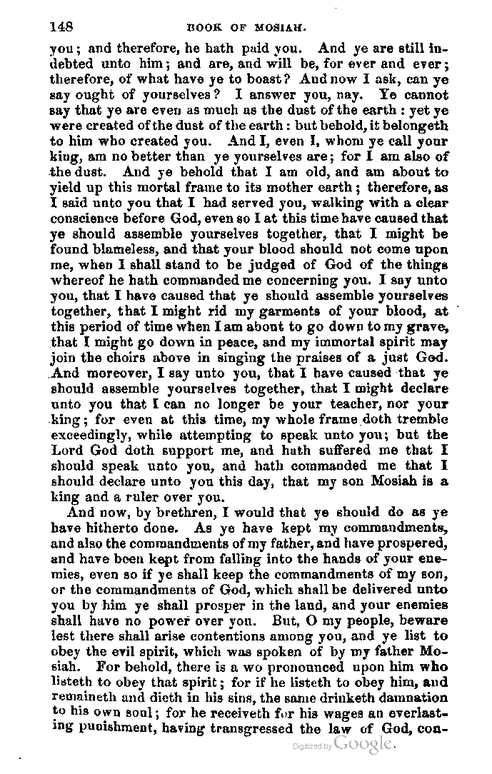 148 BOOK OF MOSIAH.
you; and therefore, he hath paid you. And ye are still in-
debted unto him; and are, and will be, for ever and ever;
therefore, of what have ye to boast? And now I ask, can ye
say ought of yourselves? I answer you, nay. Ye cannot
say that ye are even as much as the dust of the earth: yet ye
were created of the dust of the earth: but behold, it belongeth
to him who created you. And I, even I, whom ye call your
king, am no better than ye yourselves are; for I am also of
the dust. And ye behold that I am old, and am about to
yield up this mortal frame to its mother earth; therefore, as
I said unto you that I had served you, walking with a clear
conscience before God, even so I at this time have caused that
ye should assemble yourselves together, that I might be
found blameless, and that your blood should not come upon
me, when I shall stand to be judged of God of the things
whereof he hath commanded me concerning you. I say unto
you, that I have caused that ye should assemble yourselves
together, that I might rid my garments of your blood, at
this period of time when I am about to go down to my grave,
that I might go down in peace, and my immortal spirit may
join the choirs above in singing the praises of a just God.
And moreover, I say unto you, that I have caused that ye
should assemble yourselves together, that I might declare
unto you that I can no longer be your teacher, nor your
king; for even at this time, my whole frame doth tremble
exceedingly, while attempting to speak unto you; but the
Lord God doth support me, and hath suffered me that I
should speak unto you, and hath commanded me that I
should declare unto you this day, that my son Mosiah is a
king and a ruler over you.
And now, by brethren, I would that ye should do as ye
have hitherto done. As ye have kept my commandments,
and also the commandments of my father, and have prospered,
and have been kept from falling into the hands of your ene-
mies, even so if ye shall keep the commandments of my son,
or the commandments of God, which shall be delivered unto
you by him ye shall prosper in the land, and your enemies
shall have no power over you. But, O my people, beware
lest there shall arise contentions among you, and ye list to
obey the evil spirit, which was spoken of by my father Mo-
siah. For behold, there is a wo pronounced upon him who
listeth to obey that spirit; for if he listeth to obey him, and
remaineth and dieth in his sins, the same drinketh damnation
to his own soul; for he receiveth for his wages an everlast-
ing punishment, having transgressed the law of God, con-
Digitized by Google